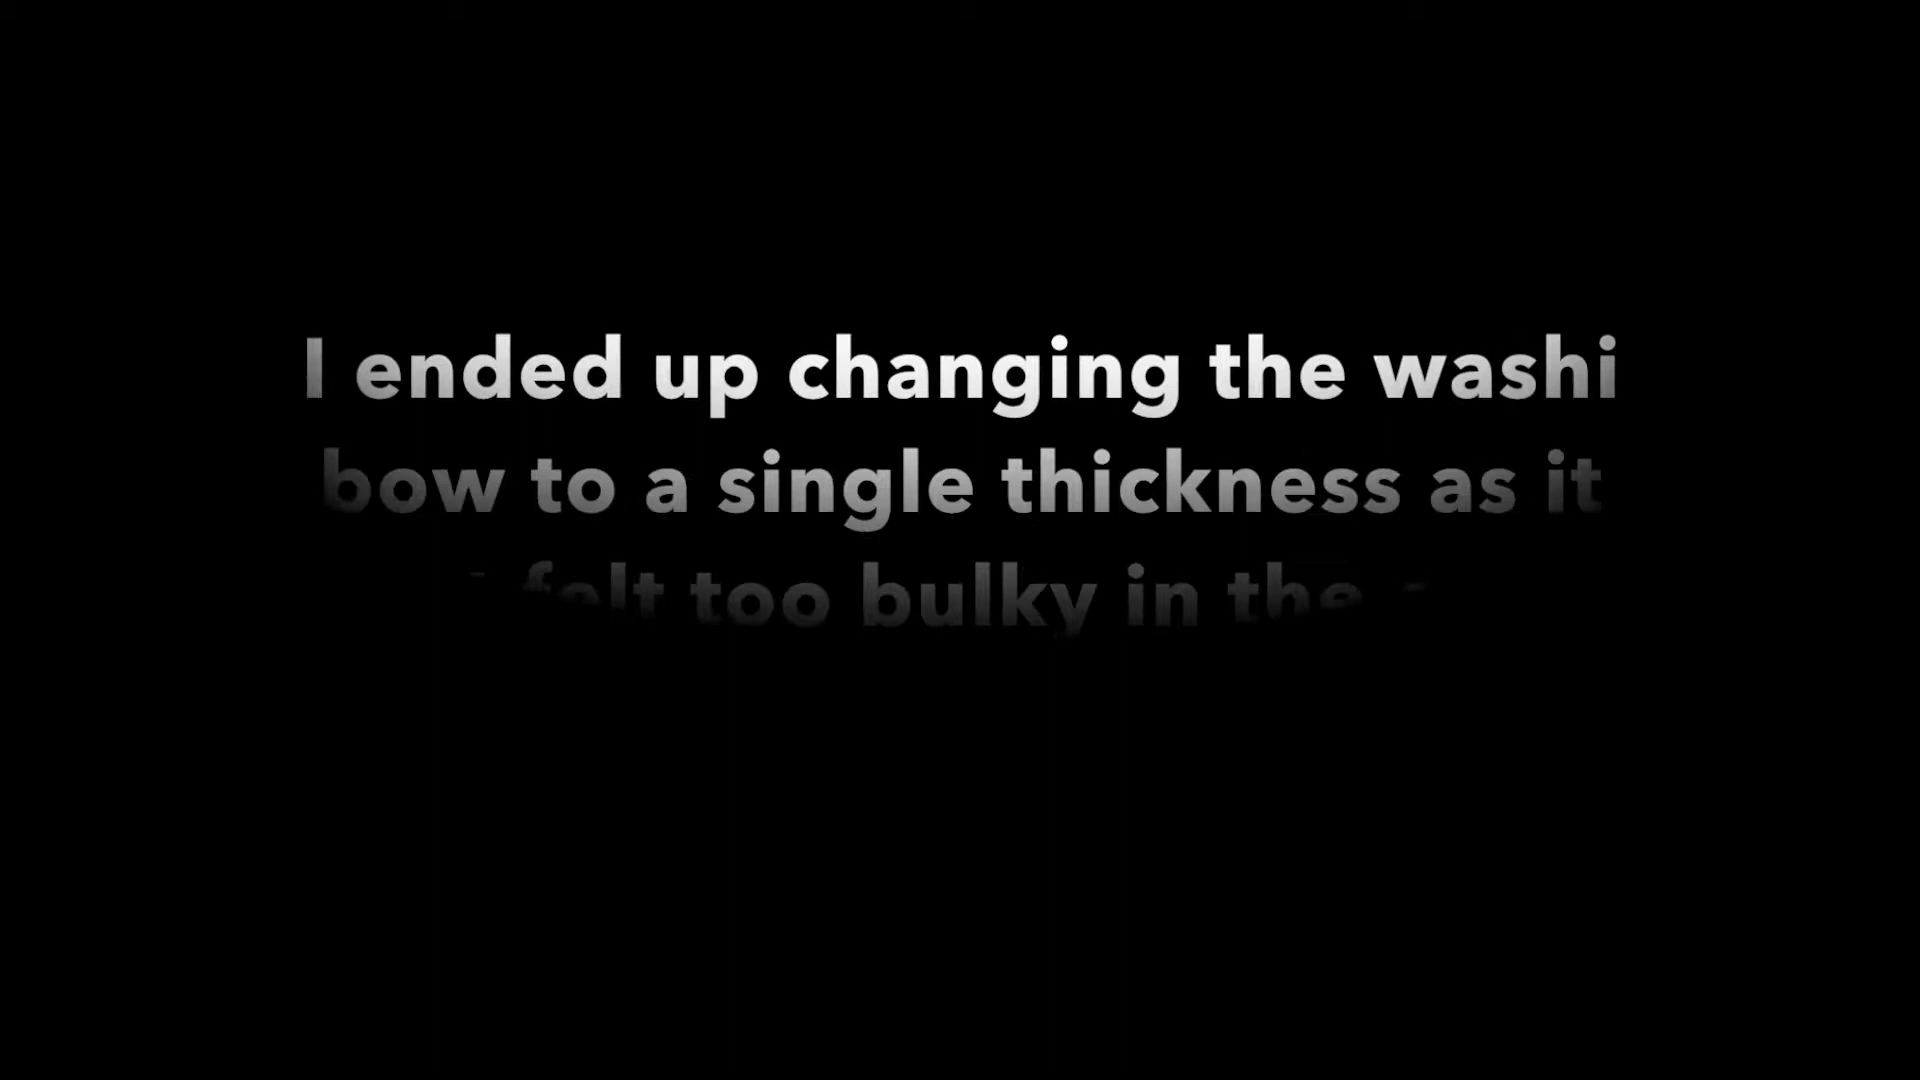 I ended up changing the washi
bow to a single thickness as it
felt too bulky in the